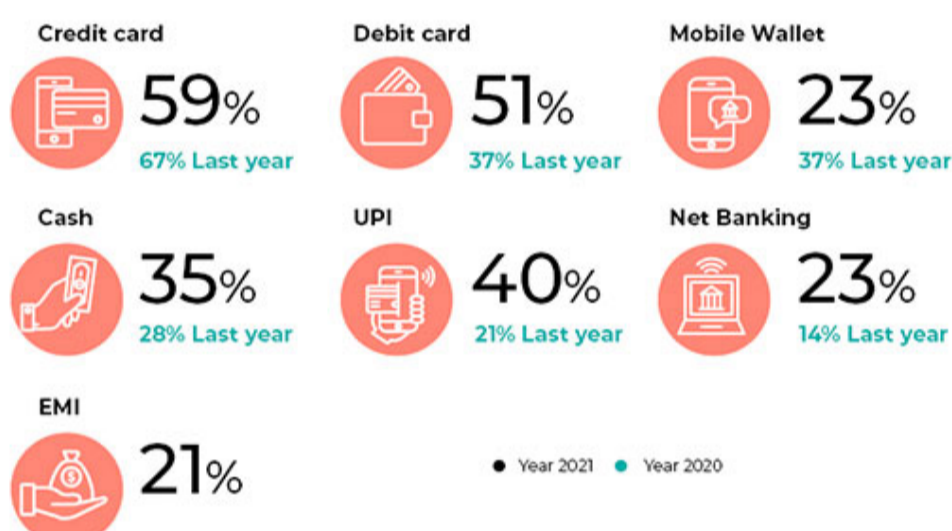 Credit card
59%
67% Last year
Debit card
51%
37% Last year
Mobile Wallet
23%
37% Last year
Cash
35%
28% Last year
UPI
40%
21% Last year
Net Banking
23%
14% Last year
EMI
$
21%
Year 2021
Year 2020